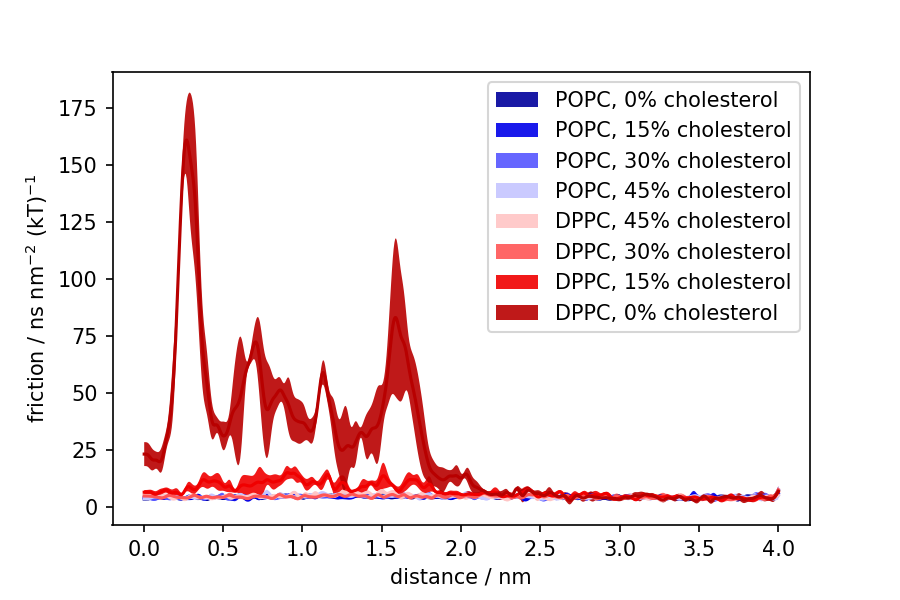 175
150
125
100
75
50
25
0
friction / ns nm⁻² (kT)⁻¹
POPC, 0% cholesterol
POPC, 15% cholesterol
POPC, 30% cholesterol
POPC, 45% cholesterol
DPPC, 45% cholesterol
DPPC, 30% cholesterol
DPPC, 15% cholesterol
DPPC, 0% cholesterol
0.0 0.5 1.0 1.5 2.0 2.5 3.0 3.5 4.0
distance / nm